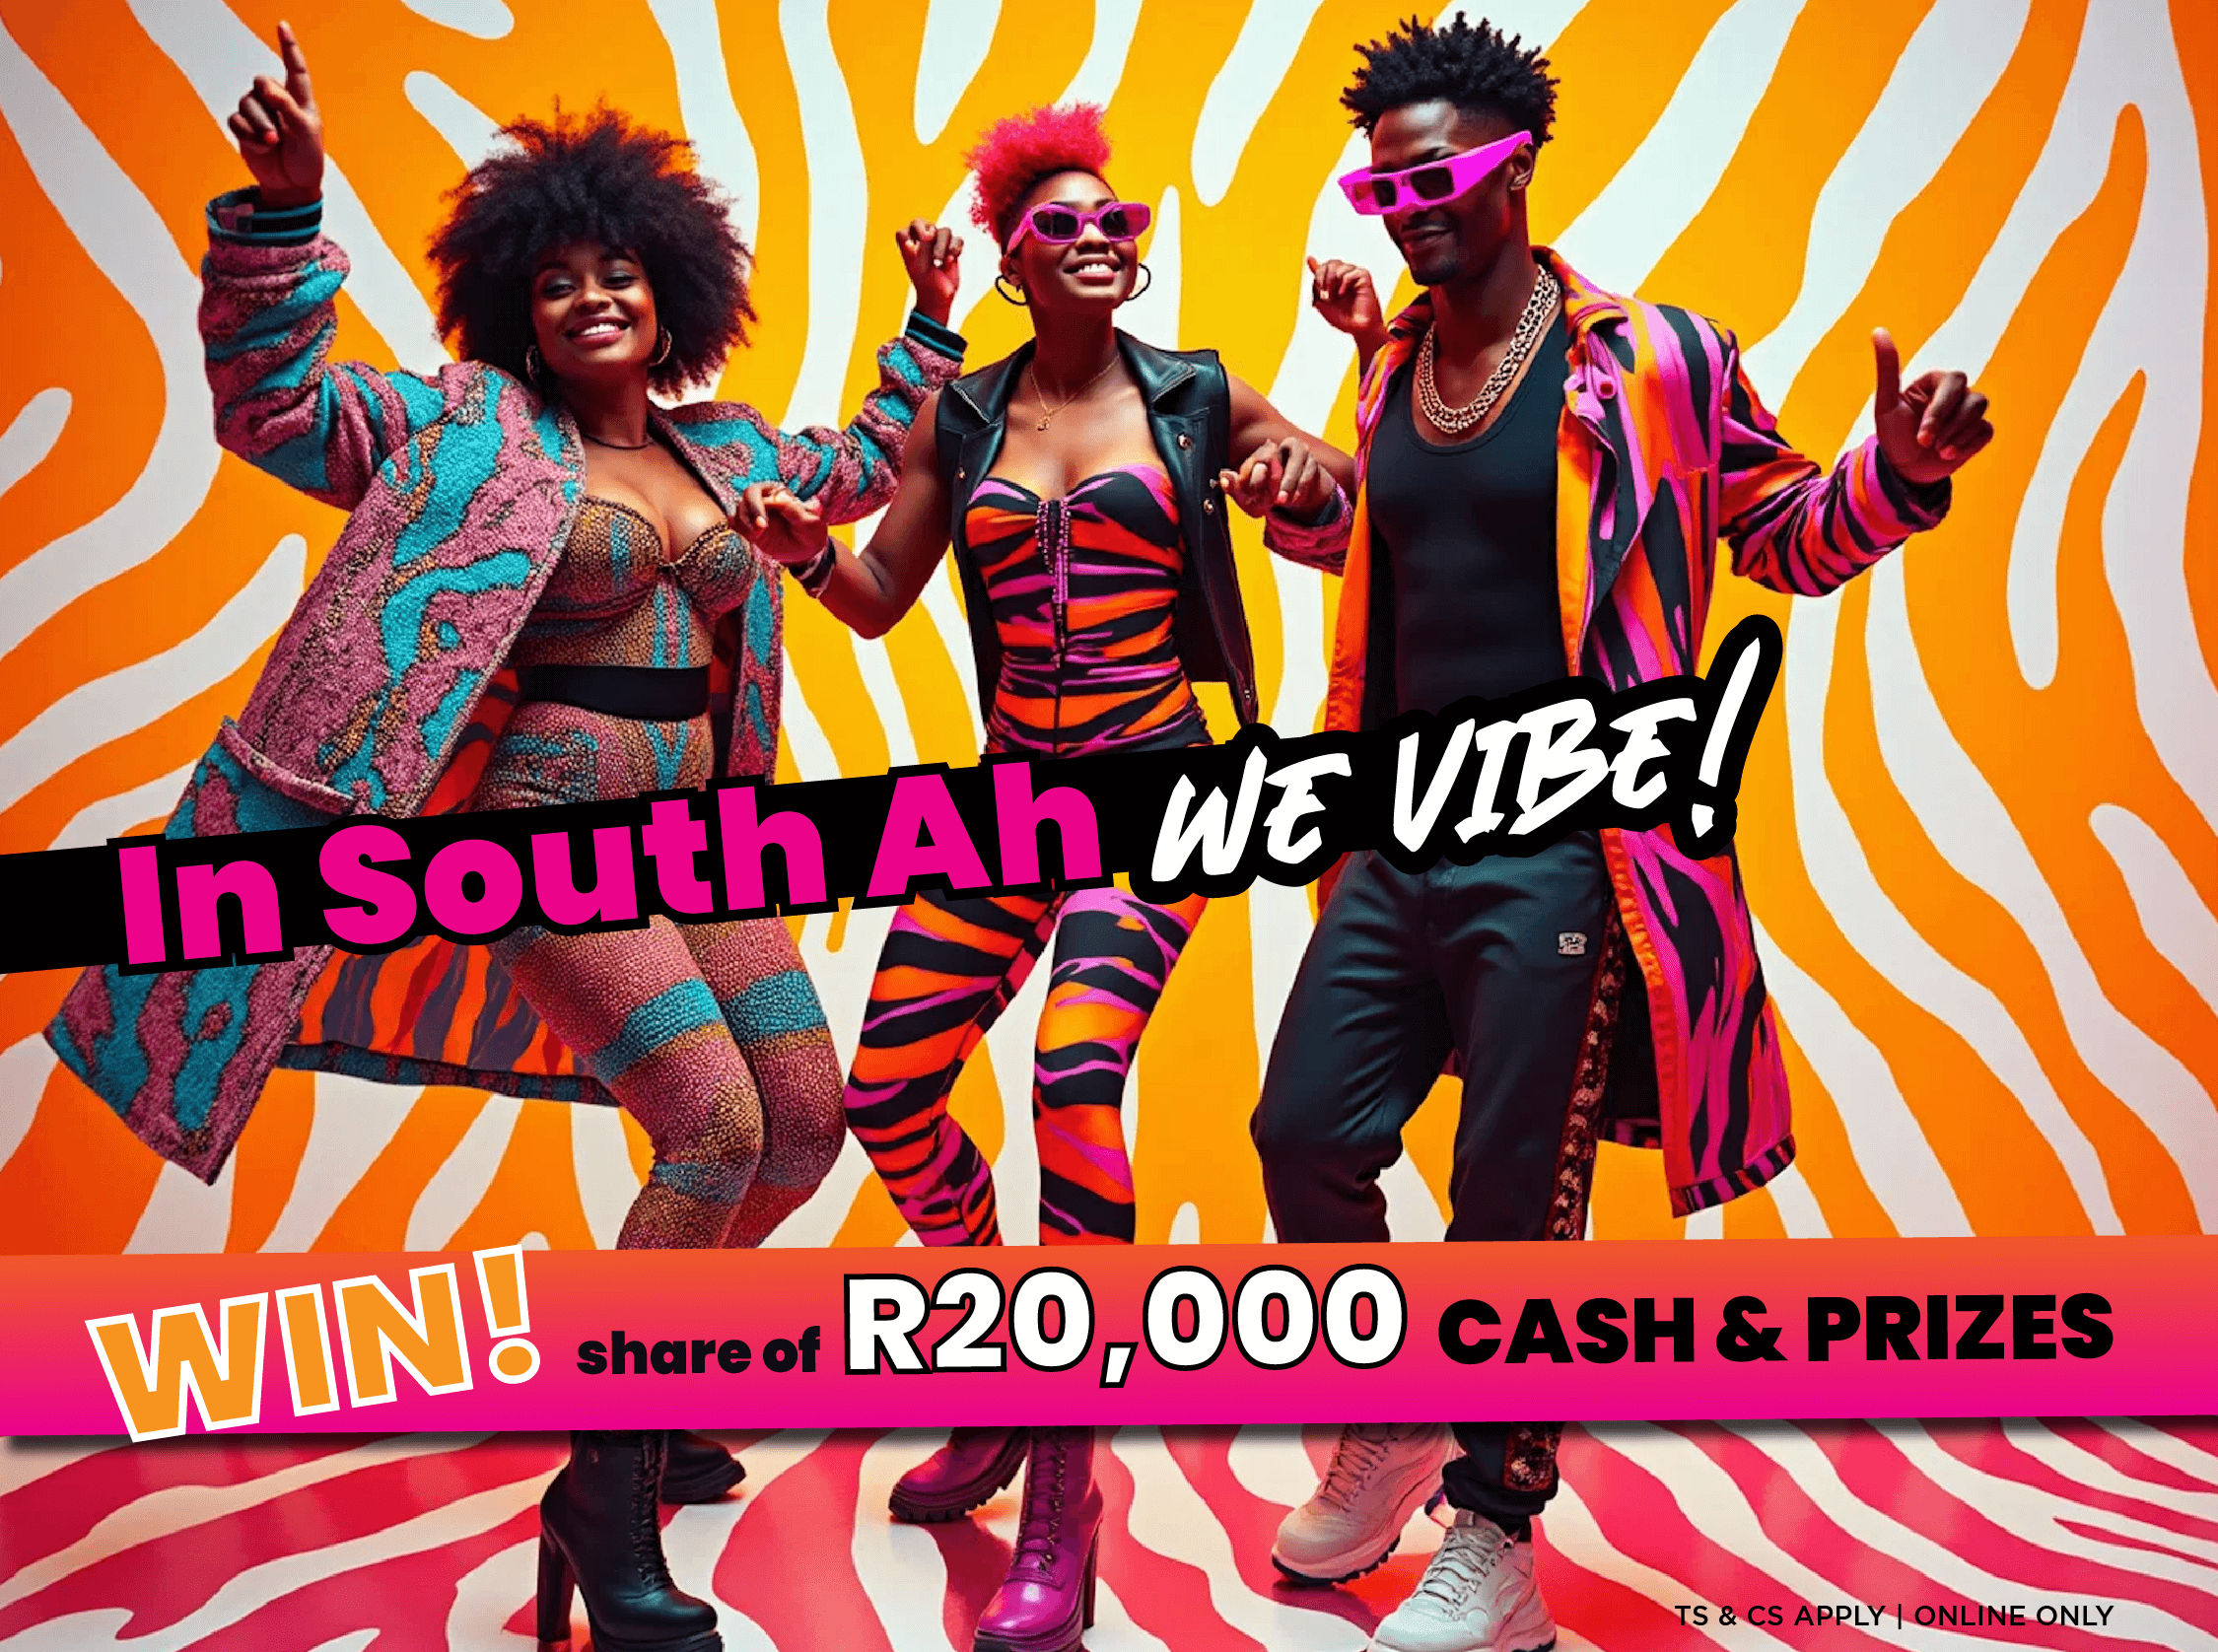 In South Ah WE VIBE!
WIN! share of R20,000 CASH & PRIZES
TS & CS APPLY | ONLINE ONLY